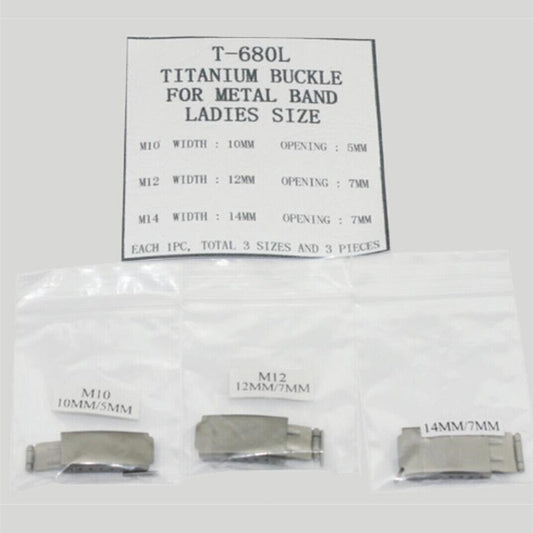 T-680L
TITANIUM BUCKLE
FOR METAL BAND
LADIES SIZE
M10 WIDTH : 10MM OPENING : 5MM
M12 WIDTH : 12MM OPENING : 7MM
M14 WIDTH : 14MM OPENING : 7MM
EACH 1PC, TOTAL 3 SIZES AND 3 PIECES
M10
10MM/5MM
M12
12MM/7MM
14MM/7MM